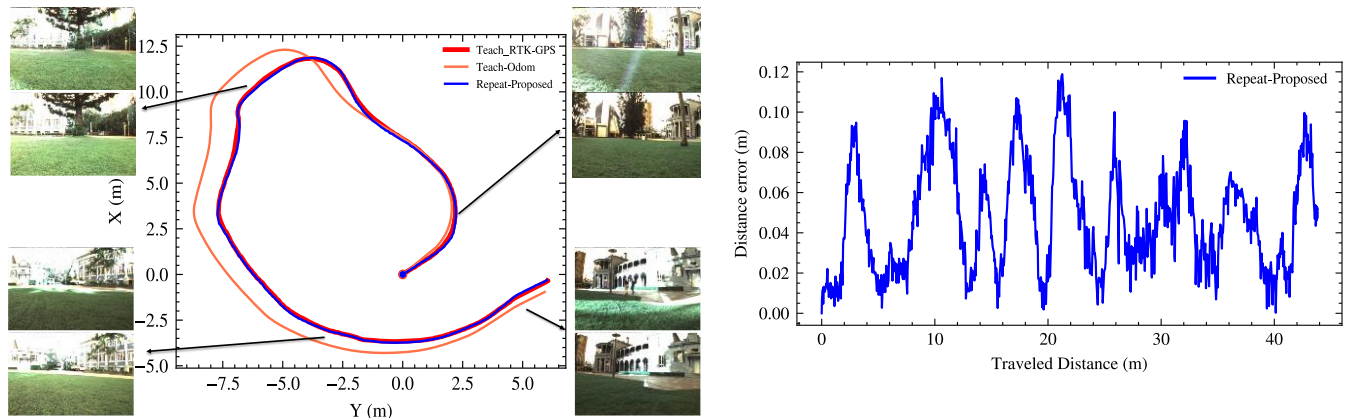 12.5
10.0
7.5
5.0
2.5
0.0
−2.5
−5.0
X (m)
Teach_RTK-GPS
Teach-Odom
Repeat-Proposed
−7.5 −5.0 −2.5 0.0 2.5 5.0
Y (m)
0.12
0.10
0.08
0.06
0.04
0.02
0.00
Distance error (m)
Repeat-Proposed
0 10 20 30 40
Traveled Distance (m)